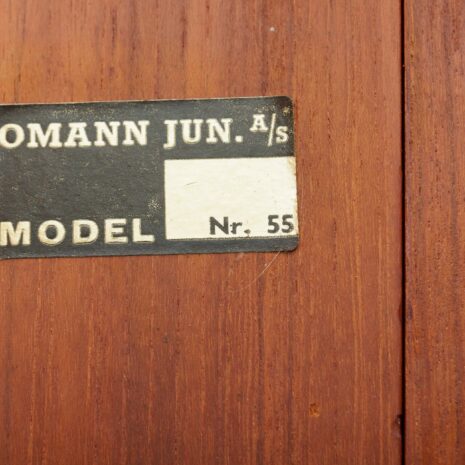 OMANN JUN. A/S
MODEL Nr. 55